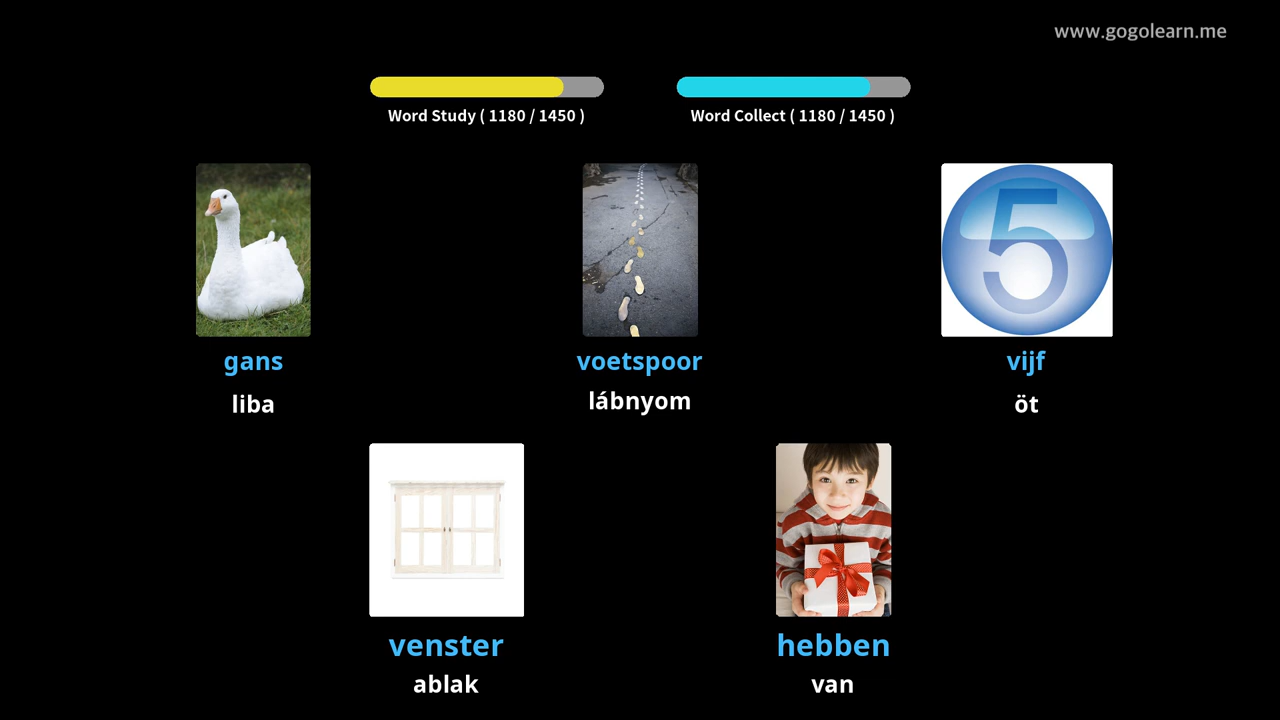 www.gogolearn.me
Word Study ( 1180 / 1450 )
Word Collect ( 1180 / 1450 )
5
gans
voetspoor
vijf
liba
lábnyom
öt
venster
hebben
ablak
van